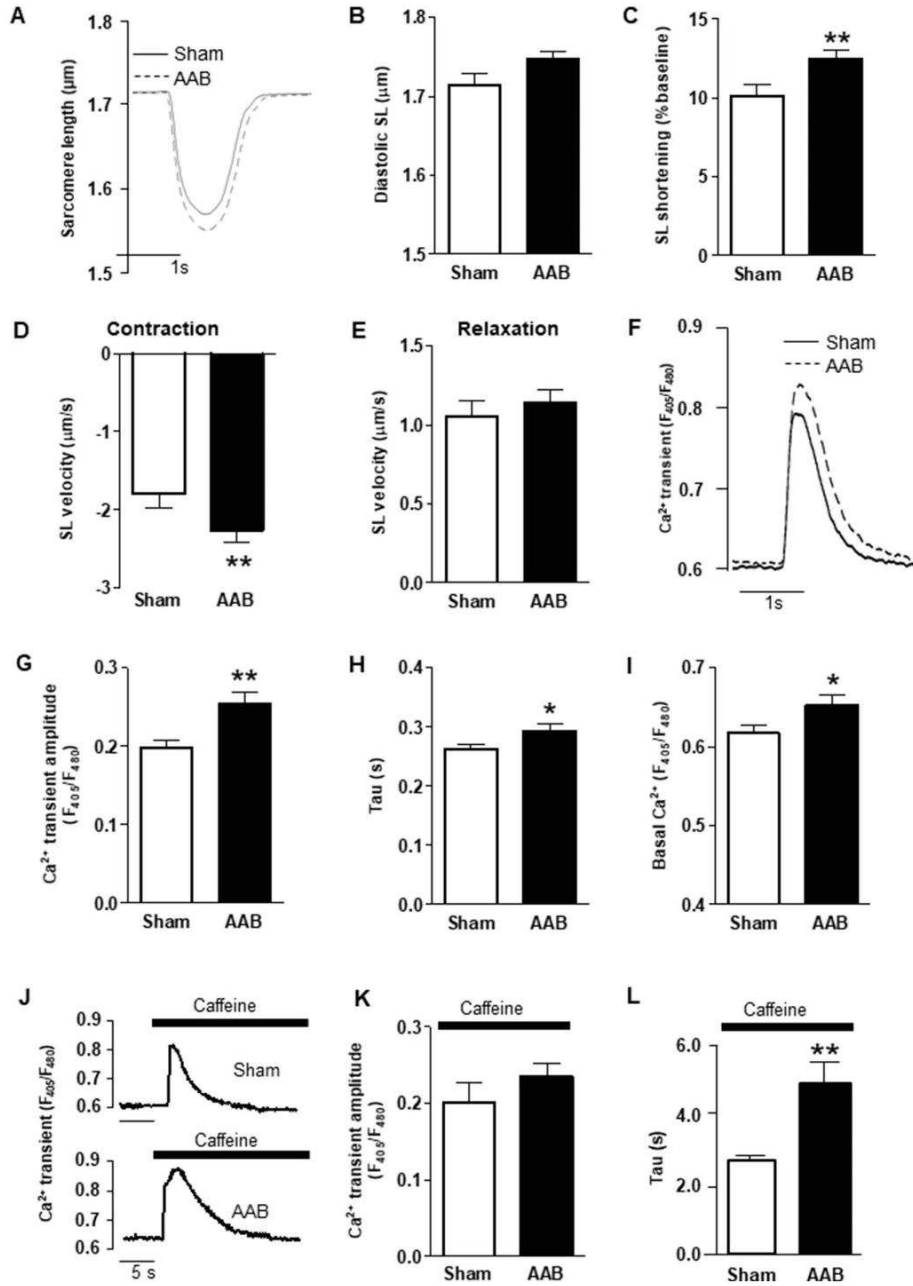 A
Sarcomere length (μm)
1.8
1.7
1.6
1.5
Sham
AAB
1s
B
Diastolic SL (μm)
1.8
1.7
1.6
1.5
Sham AAB
C
SL shortening (% baseline)
15
10
5
0
**
Sham AAB
D
Contraction
SL velocity (μm/s)
0
-1
-2
-3
**
Sham AAB
E
Relaxation
SL velocity (μm/s)
1.5
1.0
0.5
0.0
Sham AAB
F
Ca²⁺ transient (F₄₀₅/F₄₈₀)
0.9
0.8
0.7
0.6
Sham
AAB
1s
G
Ca²⁺ transient amplitude
(F₄₀₅/F₄₈₀)
0.3
0.2
0.1
0.0
**
Sham AAB
H
Tau (s)
0.4
0.3
0.2
0.1
0.0
*
Sham AAB
I
Basal Ca²⁺ (F₄₀₅/F₄₈₀)
0.7
0.6
0.5
0.4
*
Sham AAB
J
Ca²⁺ transient (F₄₀₅/F₄₈₀)
Caffeine
0.9
0.8
0.7
0.6
Sham
Caffeine
0.9
0.8
0.7
0.6
AAB
5 s
K
Caffeine
Ca²⁺ transient amplitude
(F₄₀₅/F₄₈₀)
0.3
0.2
0.1
0.0
Sham AAB
L
Caffeine
Tau (s)
6.0
4.0
2.0
0.0
**
Sham AAB